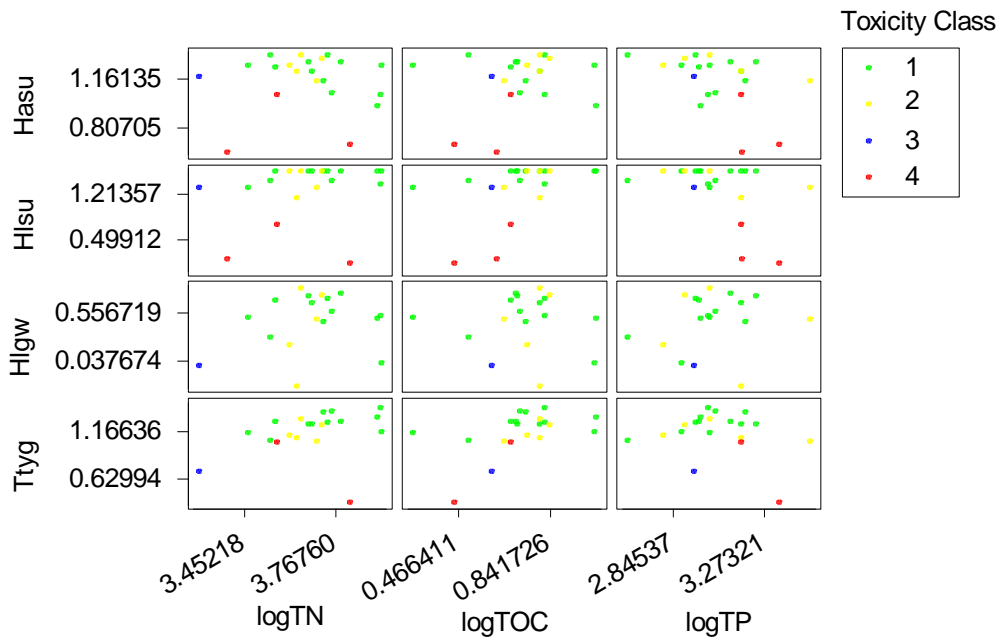 Toxicity Class
1
2
3
4
Hasu
1.16135
0.80705
Hlsu
1.21357
0.49912
Hlgw
0.556719
0.037674
Ttyg
1.16636
0.62994
3.45218
3.76760
0.466411
0.841726
2.84537
3.27321
logTN
logTOC
logTP